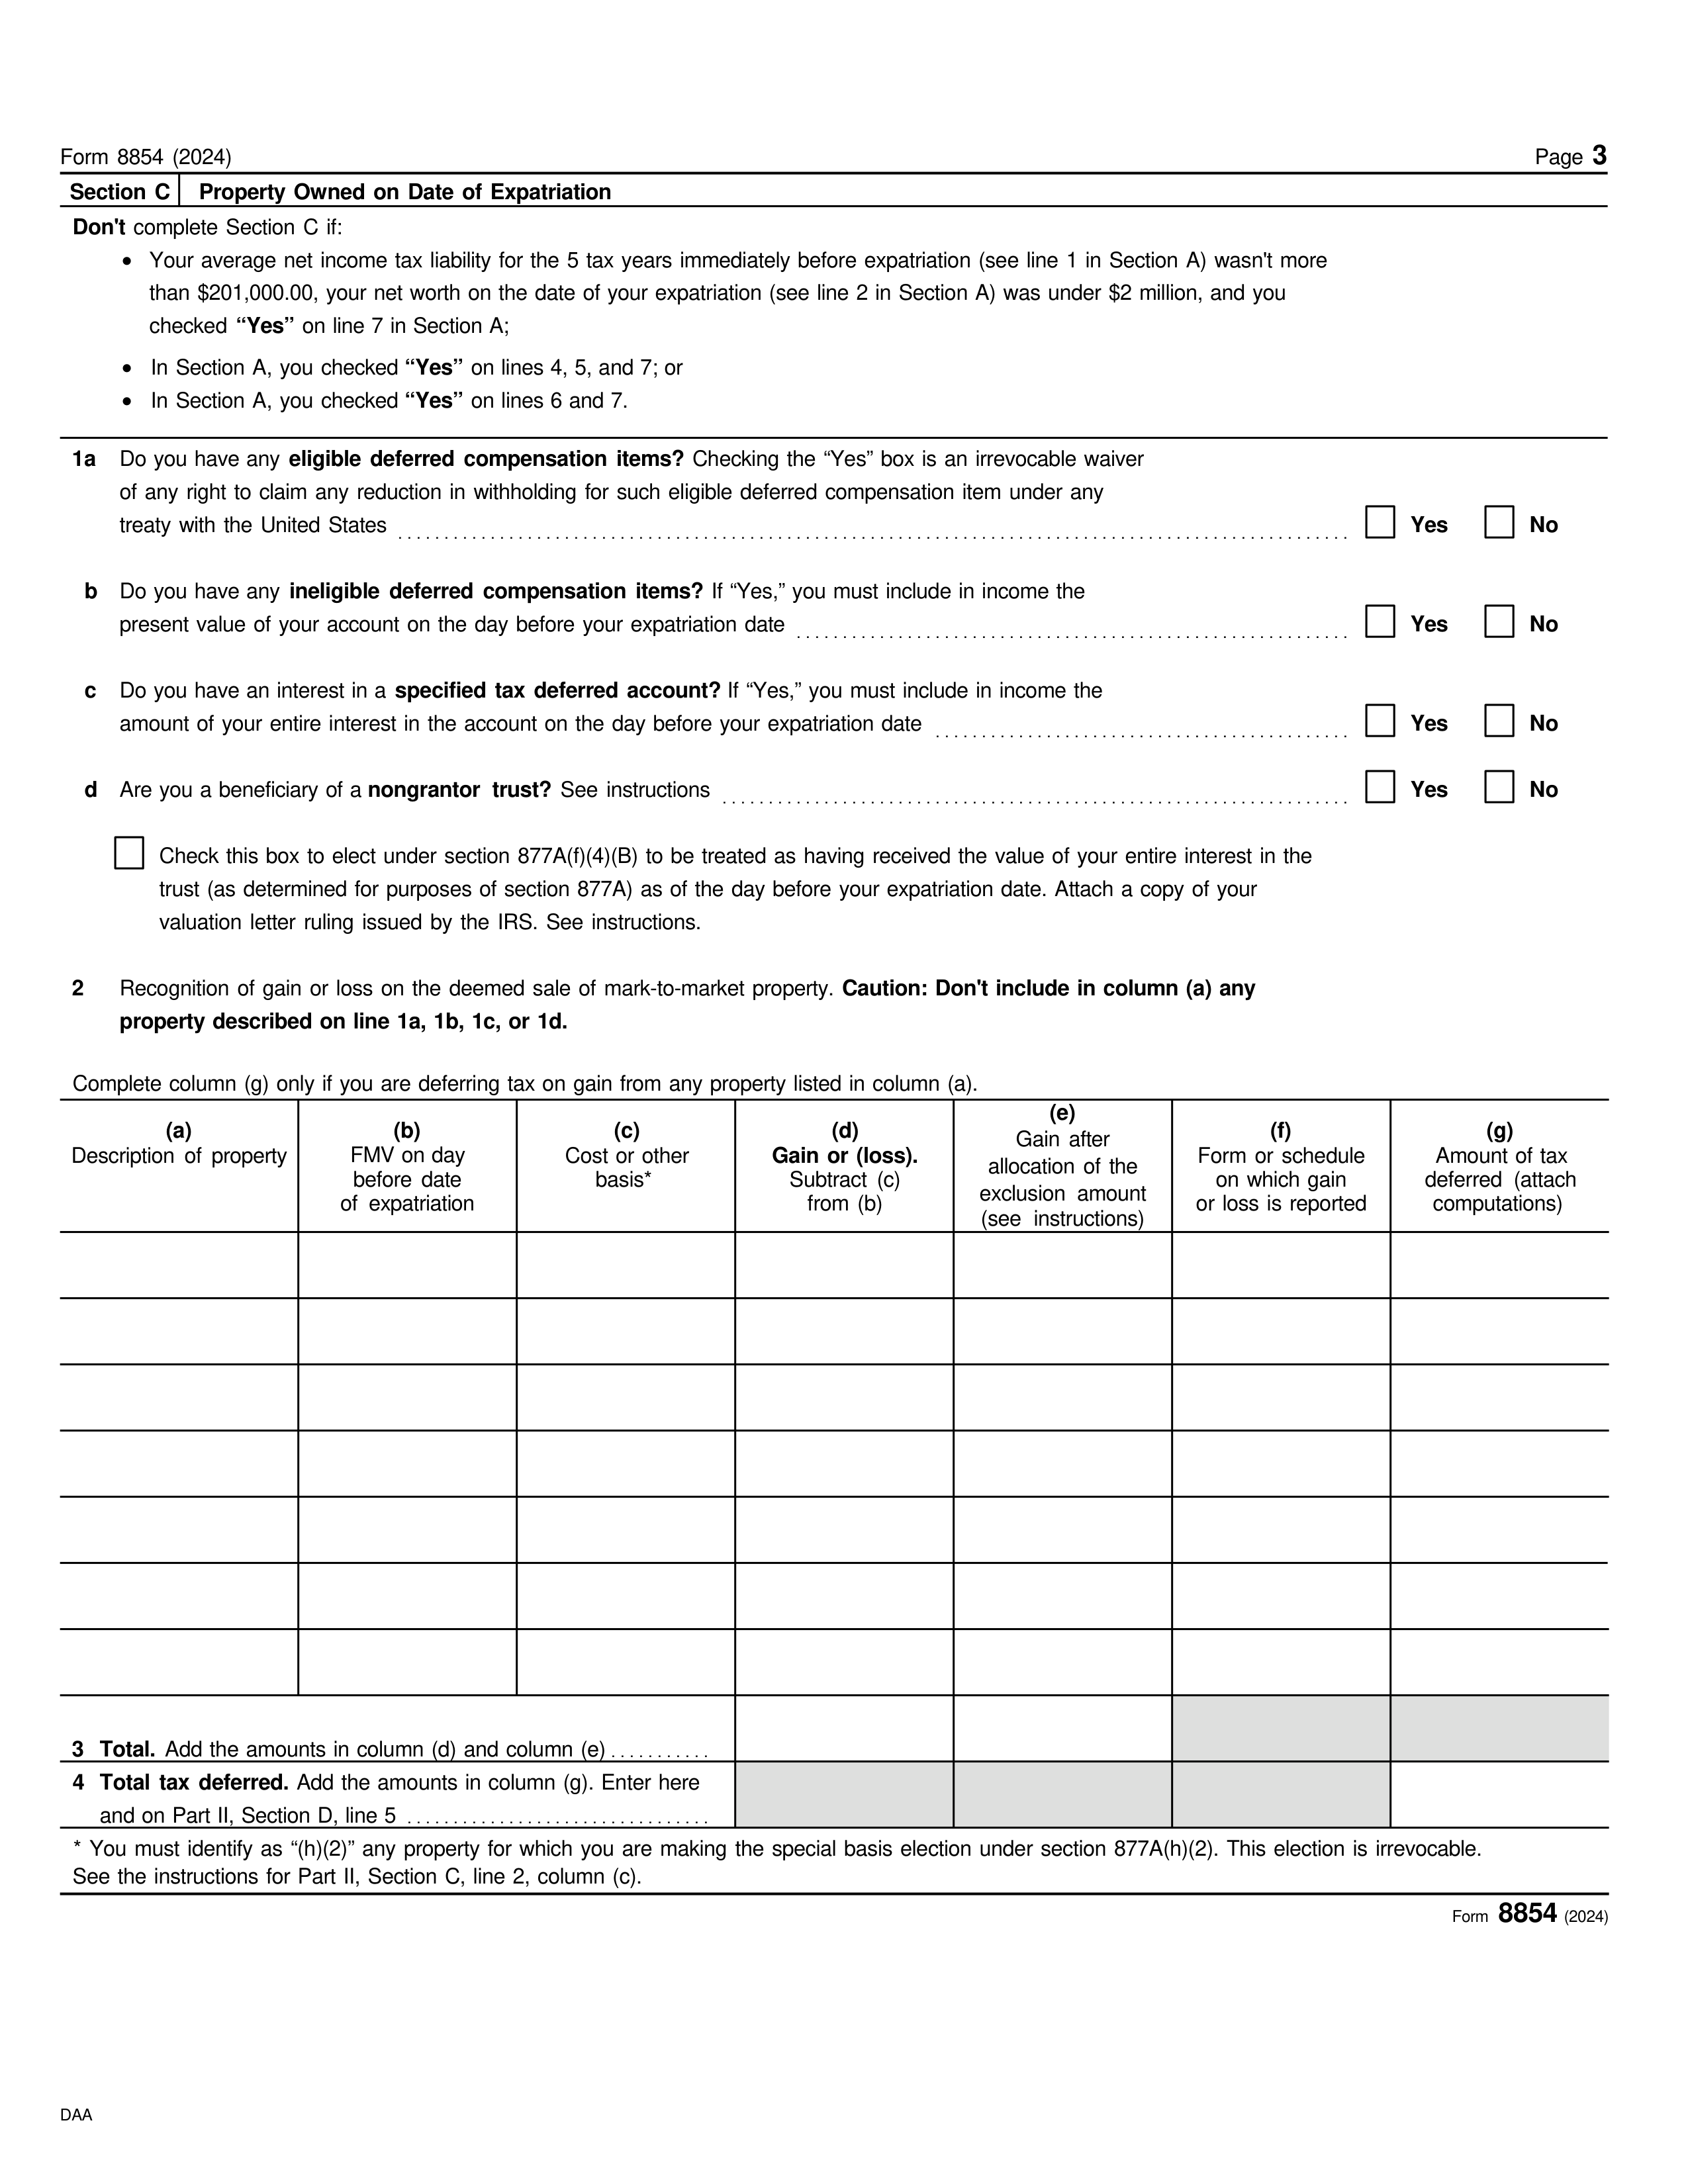 Form 8854 (2024) Page 3
Section C Property Owned on Date of Expatriation
Don't complete Section C if:
• Your average net income tax liability for the 5 tax years immediately before expatriation (see line 1 in Section A) wasn't more
than $201,000.00, your net worth on the date of your expatriation (see line 2 in Section A) was under $2 million, and you
checked “Yes” on line 7 in Section A;
• In Section A, you checked “Yes” on lines 4, 5, and 7; or
• In Section A, you checked “Yes” on lines 6 and 7.
1a Do you have any eligible deferred compensation items? Checking the “Yes” box is an irrevocable waiver
of any right to claim any reduction in withholding for such eligible deferred compensation item under any
treaty with the United States Yes No
b Do you have any ineligible deferred compensation items? If “Yes,” you must include in income the
present value of your account on the day before your expatriation date Yes No
c Do you have an interest in a specified tax deferred account? If “Yes,” you must include in income the
amount of your entire interest in the account on the day before your expatriation date Yes No
d Are you a beneficiary of a nongrantor trust? See instructions Yes No
Check this box to elect under section 877A(f)(4)(B) to be treated as having received the value of your entire interest in the
trust (as determined for purposes of section 877A) as of the day before your expatriation date. Attach a copy of your
valuation letter ruling issued by the IRS. See instructions.
2 Recognition of gain or loss on the deemed sale of mark-to-market property. Caution: Don't include in column (a) any
property described on line 1a, 1b, 1c, or 1d.
Complete column (g) only if you are deferring tax on gain from any property listed in column (a).
(a)
Description of property
(b)
FMV on day
before date
of expatriation
(c)
Cost or other
basis*
(d)
Gain or (loss).
Subtract (c)
from (b)
(e)
Gain after
allocation of the
exclusion amount
(see instructions)
(f)
Form or schedule
on which gain
or loss is reported
(g)
Amount of tax
deferred (attach
computations)
3 Total. Add the amounts in column (d) and column (e)
4 Total tax deferred. Add the amounts in column (g). Enter here
and on Part II, Section D, line 5
* You must identify as “(h)(2)” any property for which you are making the special basis election under section 877A(h)(2). This election is irrevocable.
See the instructions for Part II, Section C, line 2, column (c).
Form 8854 (2024)
DAA